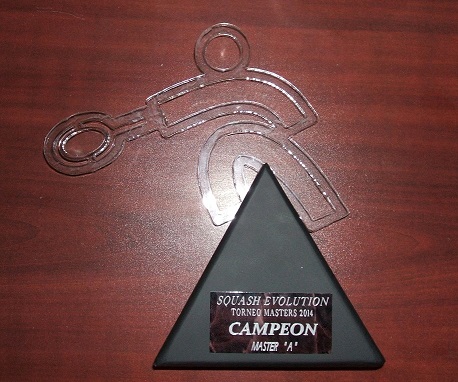 SQUASH EVOLUTION
TORNEO MASTERS 2014
CAMPEON
MASTER "A"